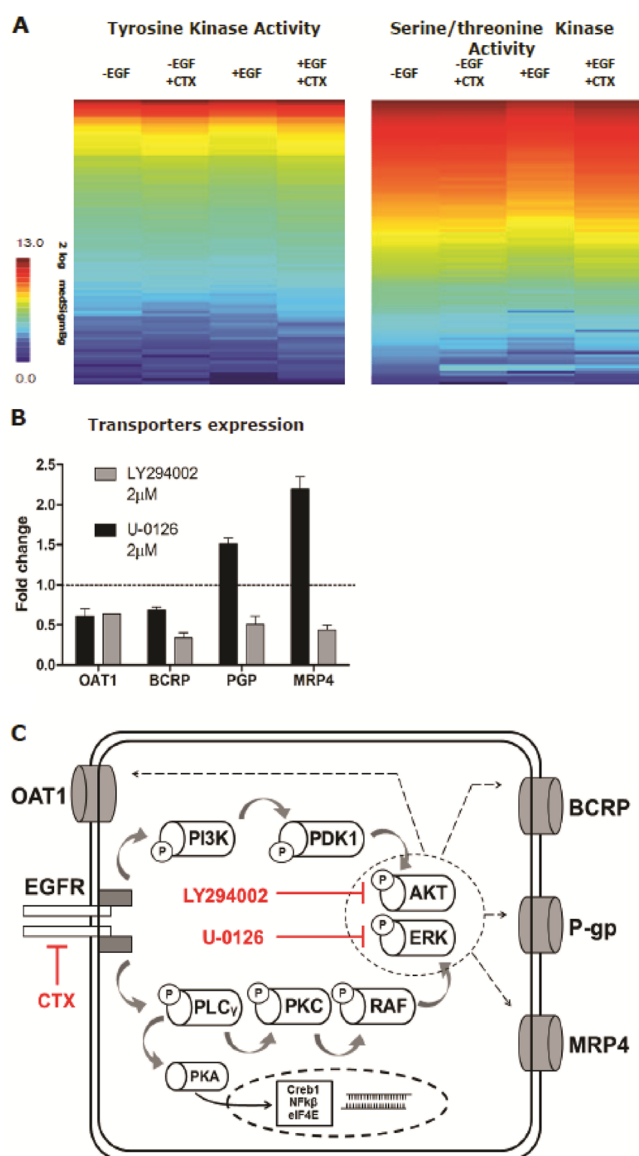 A
Tyrosine Kinase Activity
Serine/threonine Kinase
Activity
-EGF
-EGF
+CTX
+EGF
+EGF
+CTX
-EGF
-EGF
+CTX
+EGF
+EGF
+CTX
13.0
0.0
2 log medSignBg
B
Transporters expression
2.5
2.0
1.5
1.0
0.5
0.0
Fold change
LY294002
2μM
U-0126
2μM
OAT1
BCRP
PGP
MRP4
C
OAT1
BCRP
P
PI3K
P
PDK1
EGFR
LY294002
P
AKT
U-0126
P
ERK
P-gp
CTX
P
PLCγ
P
PKC
P
RAF
MRP4
PKA
Creb1
NFkβ
eIF4E